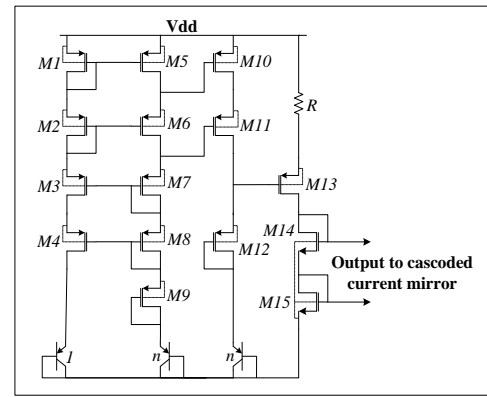 Vdd
M1
M5
M10
R
M2
M6
M11
M3
M7
M13
M4
M8
M12
M14
Output to cascoded
current mirror
M9
M15
1
n
n